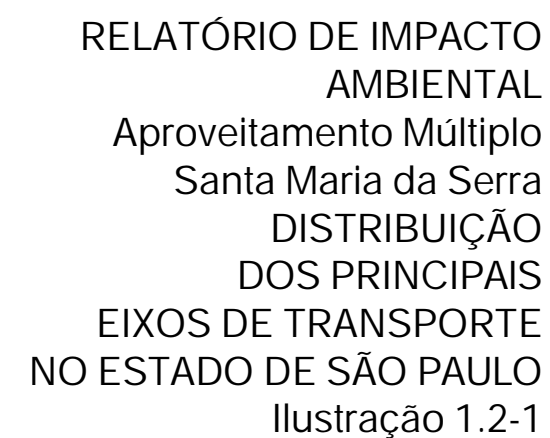 RELATÓRIO DE IMPACTO
AMBIENTAL
Aproveitamento Múltiplo
Santa Maria da Serra
DISTRIBUIÇÃO
DOS PRINCIPAIS
EIXOS DE TRANSPORTE
NO ESTADO DE SÃO PAULO
Ilustração 1.2-1